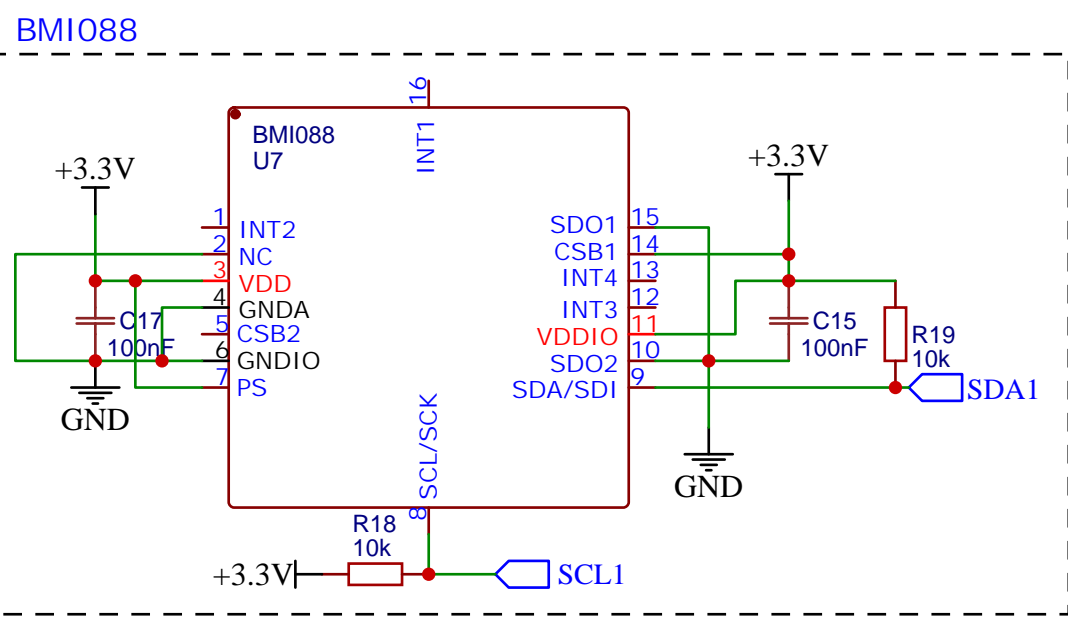 BMI088
BMI088
U7
16
INT1
+3.3V
+3.3V
1 INT2
2 NC
3 VDD
4 GNDA
5 CSB2
6 GNDIO
7 PS
C17
100nF
GND
SDO1 15
CSB1 14
INT4 13
INT3 12
VDDIO 11
SDO2 10
SDA/SDI 9
C15
100nF
R19
10k
SDA1
GND
SCL/SCK
8
R18
10k
+3.3V
SCL1